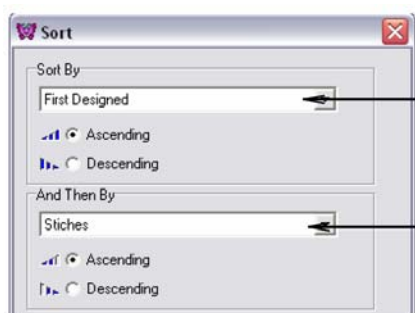 Sort
Sort By
First Designed
Ascending
Descending
And Then By
Stiches
Ascending
Descending